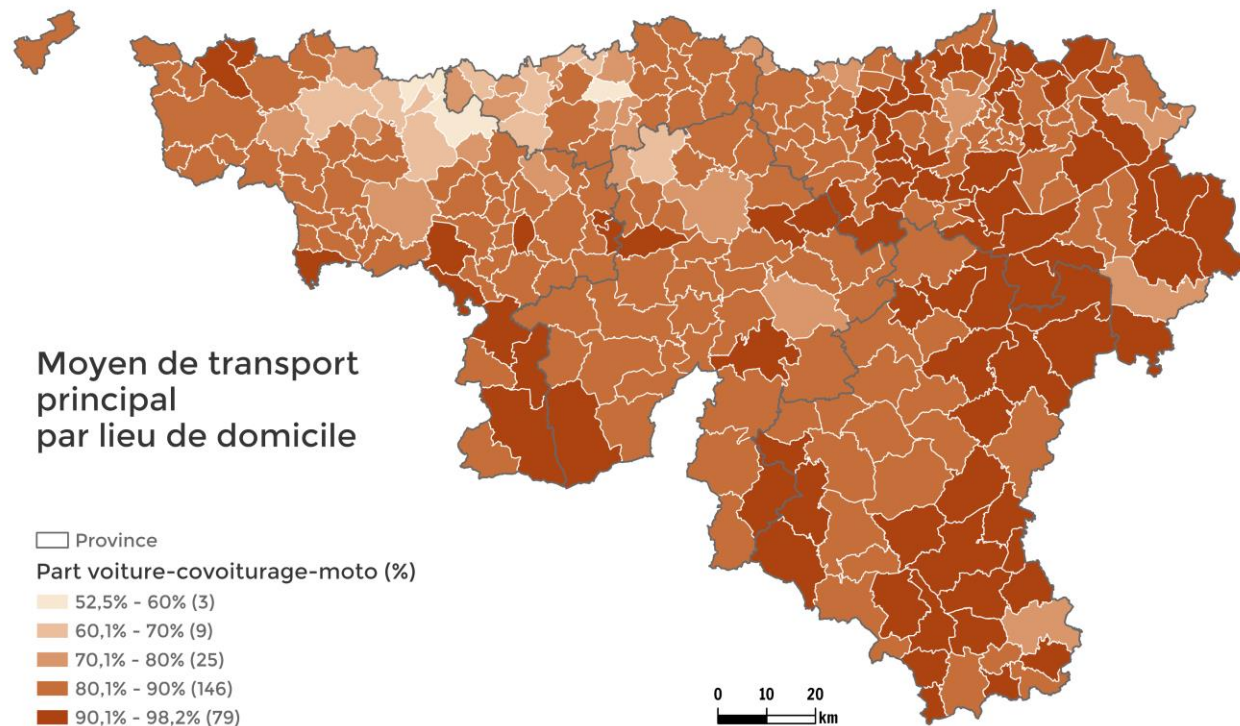 Moyen de transport
principal
par lieu de domicile
Province
Part voiture-covoiturage-moto (%)
52,5% - 60% (3)
60,1% - 70% (9)
70,1% - 80% (25)
80,1% - 90% (146)
90,1% - 98,2% (79)
0 10 20
km